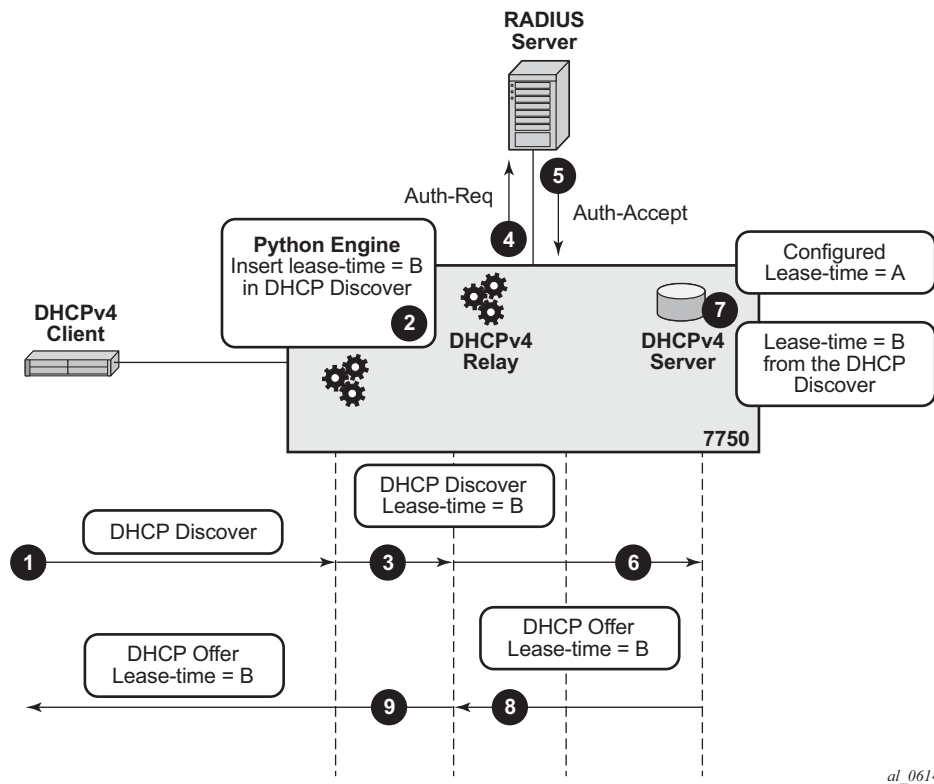 RADIUS
Server
5
Auth-Req
4
Auth-Accept
Python Engine
Insert lease-time = B
in DHCP Discover
2
Configured
Lease-time = A
DHCPv4
Client
DHCPv4
Relay
7
DHCPv4
Server
Lease-time = B
from the DHCP
Discover
7750
DHCP Discover
Lease-time = B
DHCP Discover
1
3
6
DHCP Offer
Lease-time = B
DHCP Offer
Lease-time = B
9
8
al_0614